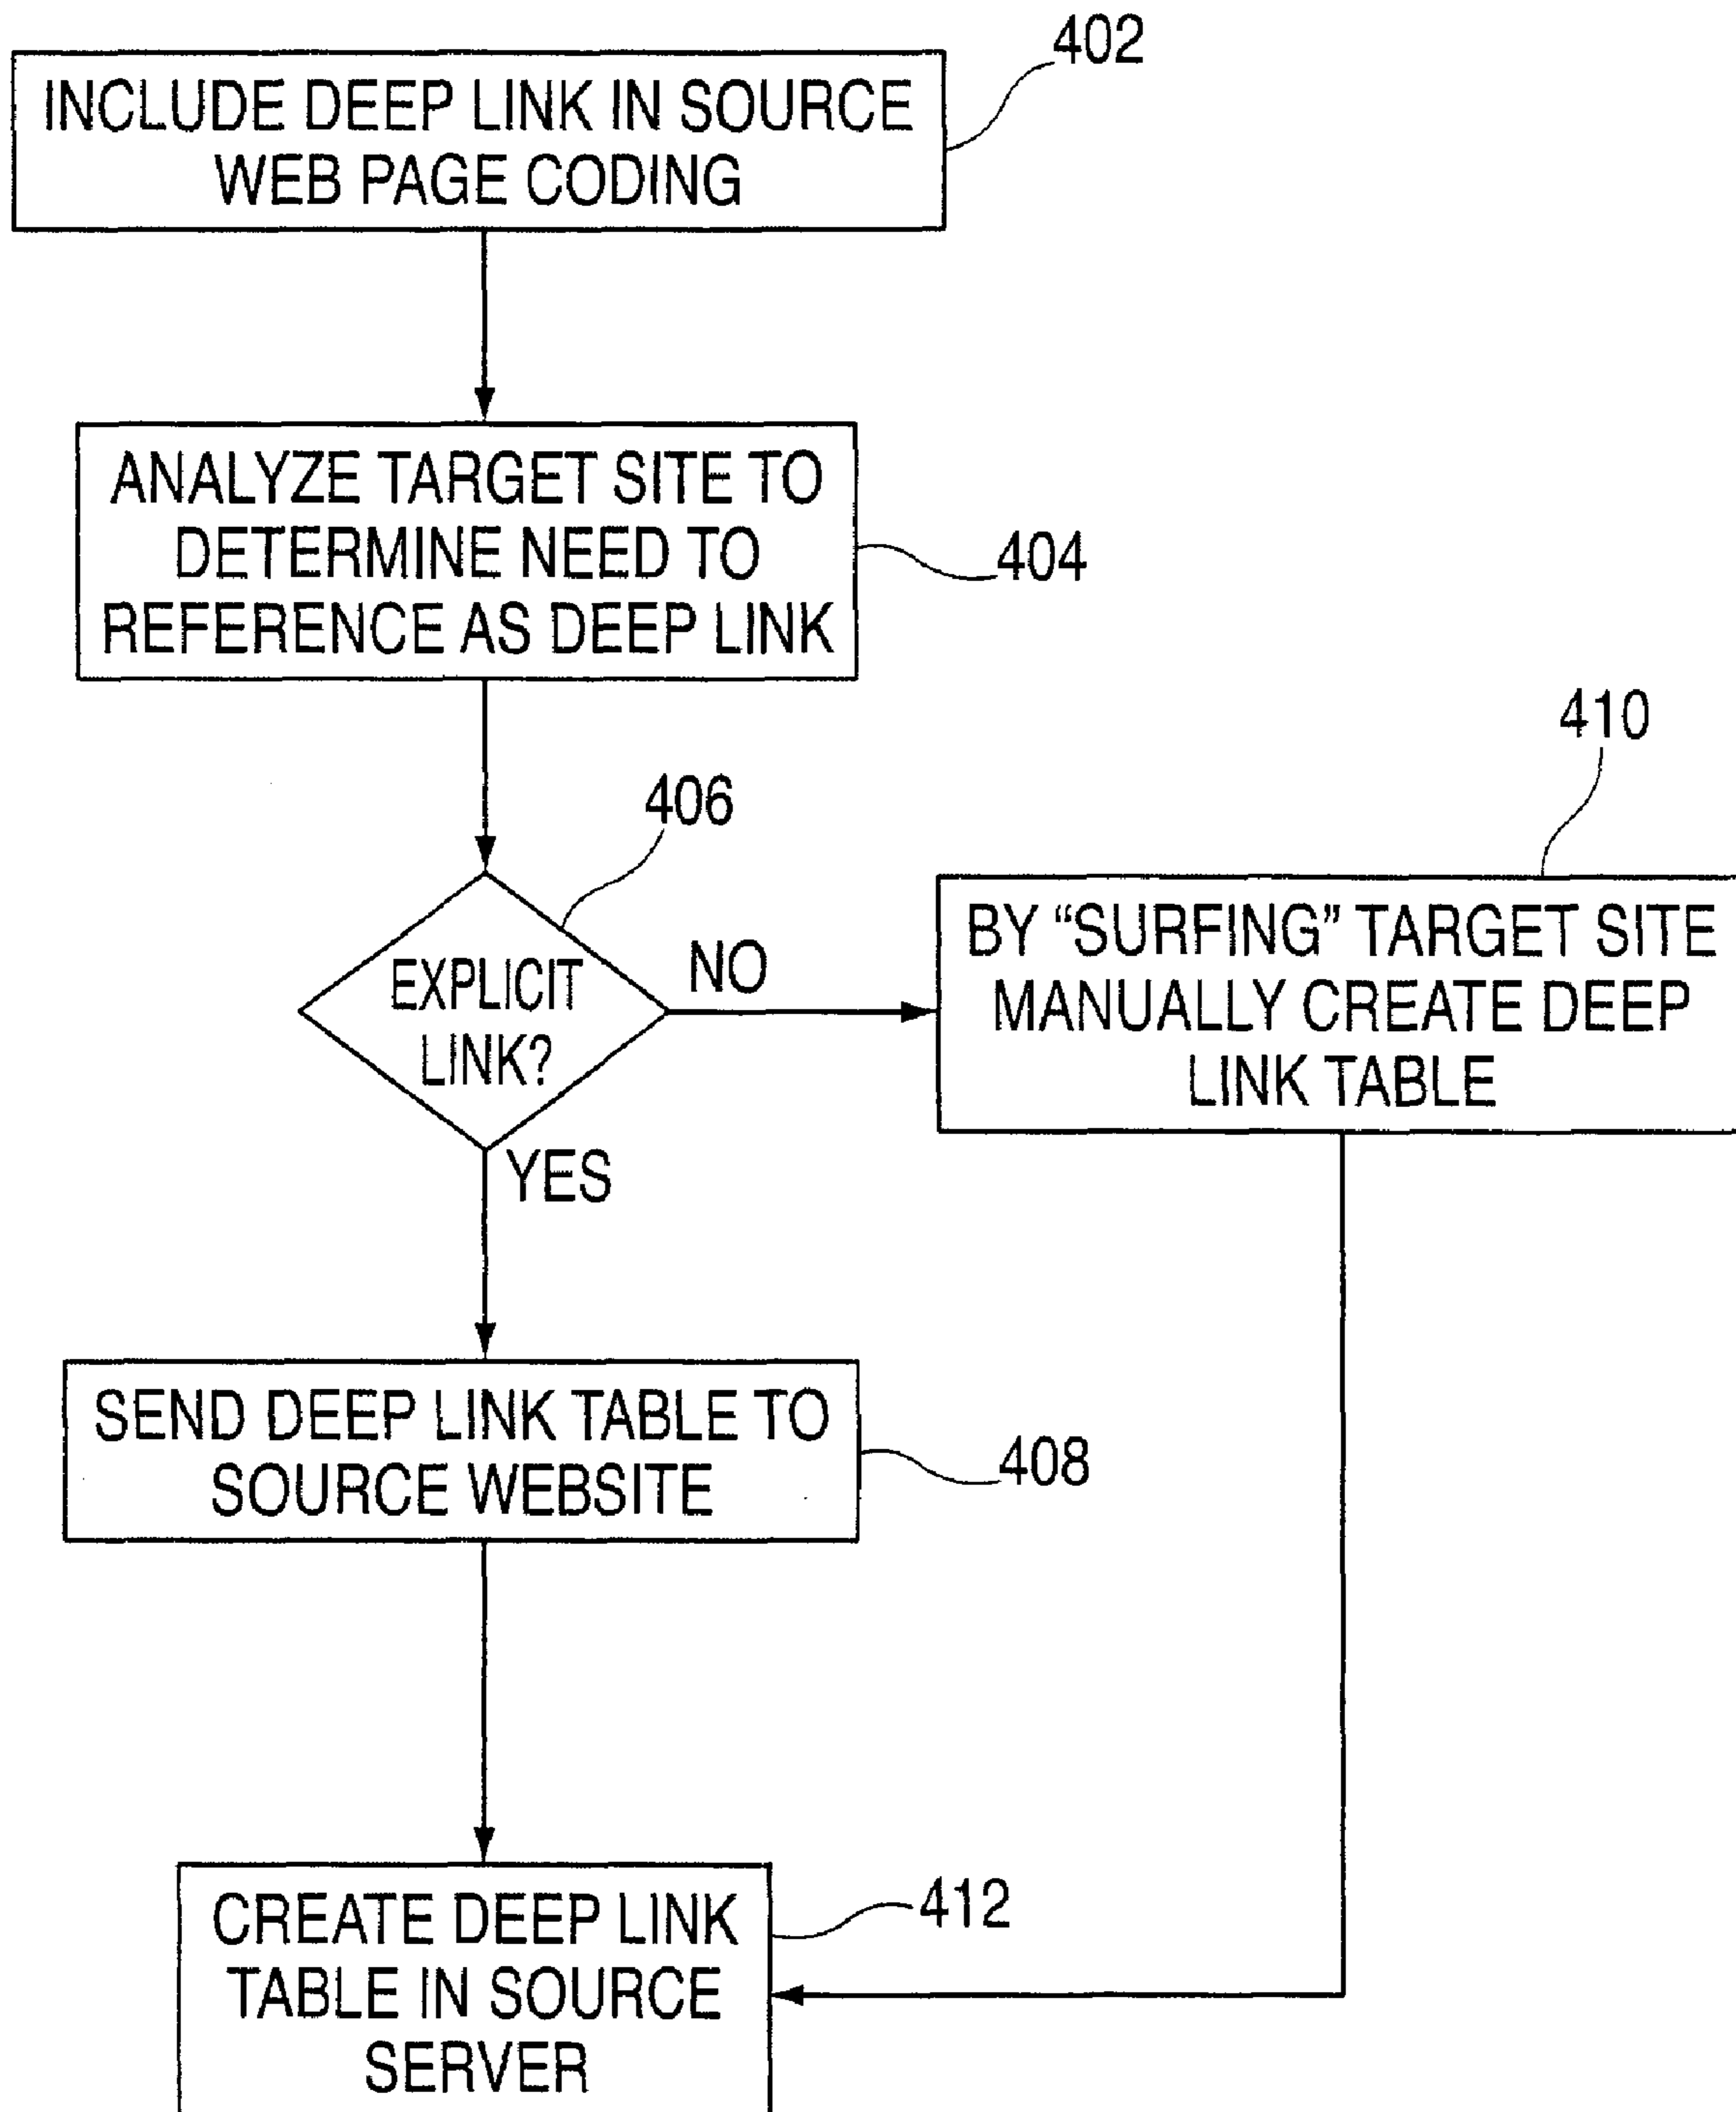 402
INCLUDE DEEP LINK IN SOURCE
WEB PAGE CODING
ANALYZE TARGET SITE TO
DETERMINE NEED TO
REFERENCE AS DEEP LINK
404
406
EXPLICIT
LINK?
NO
YES
410
BY “SURFING” TARGET SITE
MANUALLY CREATE DEEP
LINK TABLE
SEND DEEP LINK TABLE TO
SOURCE WEBSITE
408
CREATE DEEP LINK
TABLE IN SOURCE
SERVER
412